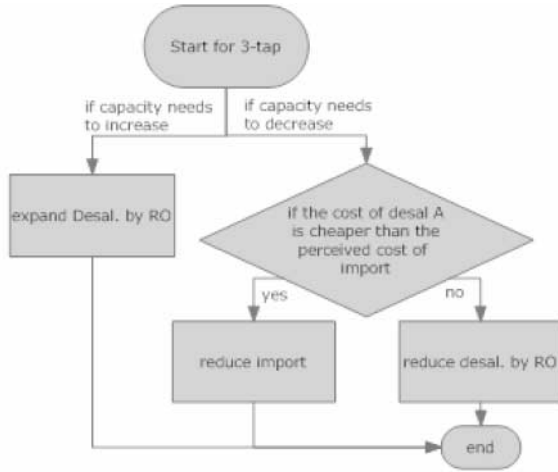 Start for 3-tap
if capacity needs
to increase
if capacity needs
to decrease
expand Desal. by RO
if the cost of desal A
is cheaper than the
perceived cost of
import
yes
no
reduce import
reduce desal. by RO
end